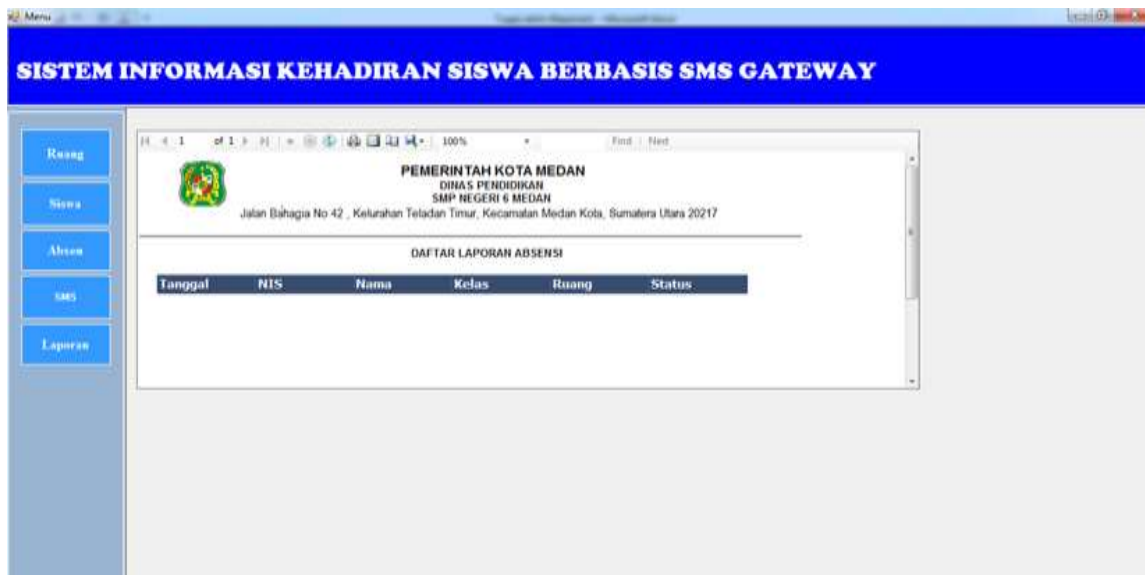 Menu
SISTEM INFORMASI KEHADIRAN SISWA BERBASIS SMS GATEWAY
Ruang
Siswa
Absen
SMS
Laporan
1 of 1 100% Find | Next
PEMERINTAH KOTA MEDAN
DINAS PENDIDIKAN
SMP NEGERI 6 MEDAN
Jalan Bahagia No 42 , Kelurahan Teladan Timur, Kecamatan Medan Kota, Sumatera Utara 20217
DAFTAR LAPORAN ABSENSI
Tanggal NIS Nama Kelas Ruang Status